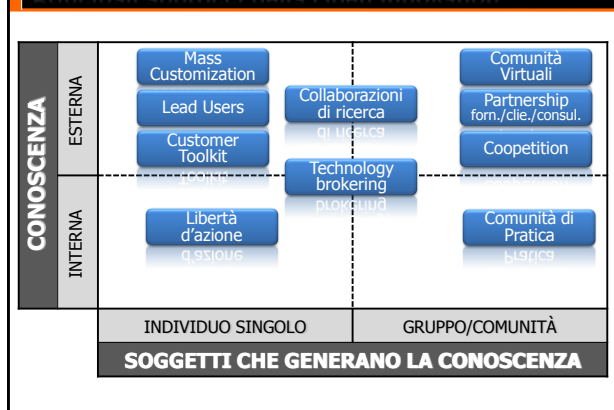 CONOSCENZA
ESTERNA
INTERNA
Mass
Customization
Lead Users
Customer
Toolkit
Collaborazioni
di ricerca
Technology
brokering
Comunità
Virtuali
Partnership
forn./clie./consul.
Coopetition
Libertà
d'azione
Comunità di
Pratica
INDIVIDUO SINGOLO
GRUPPO/COMUNITÀ
SOGGETTI CHE GENERANO LA CONOSCENZA